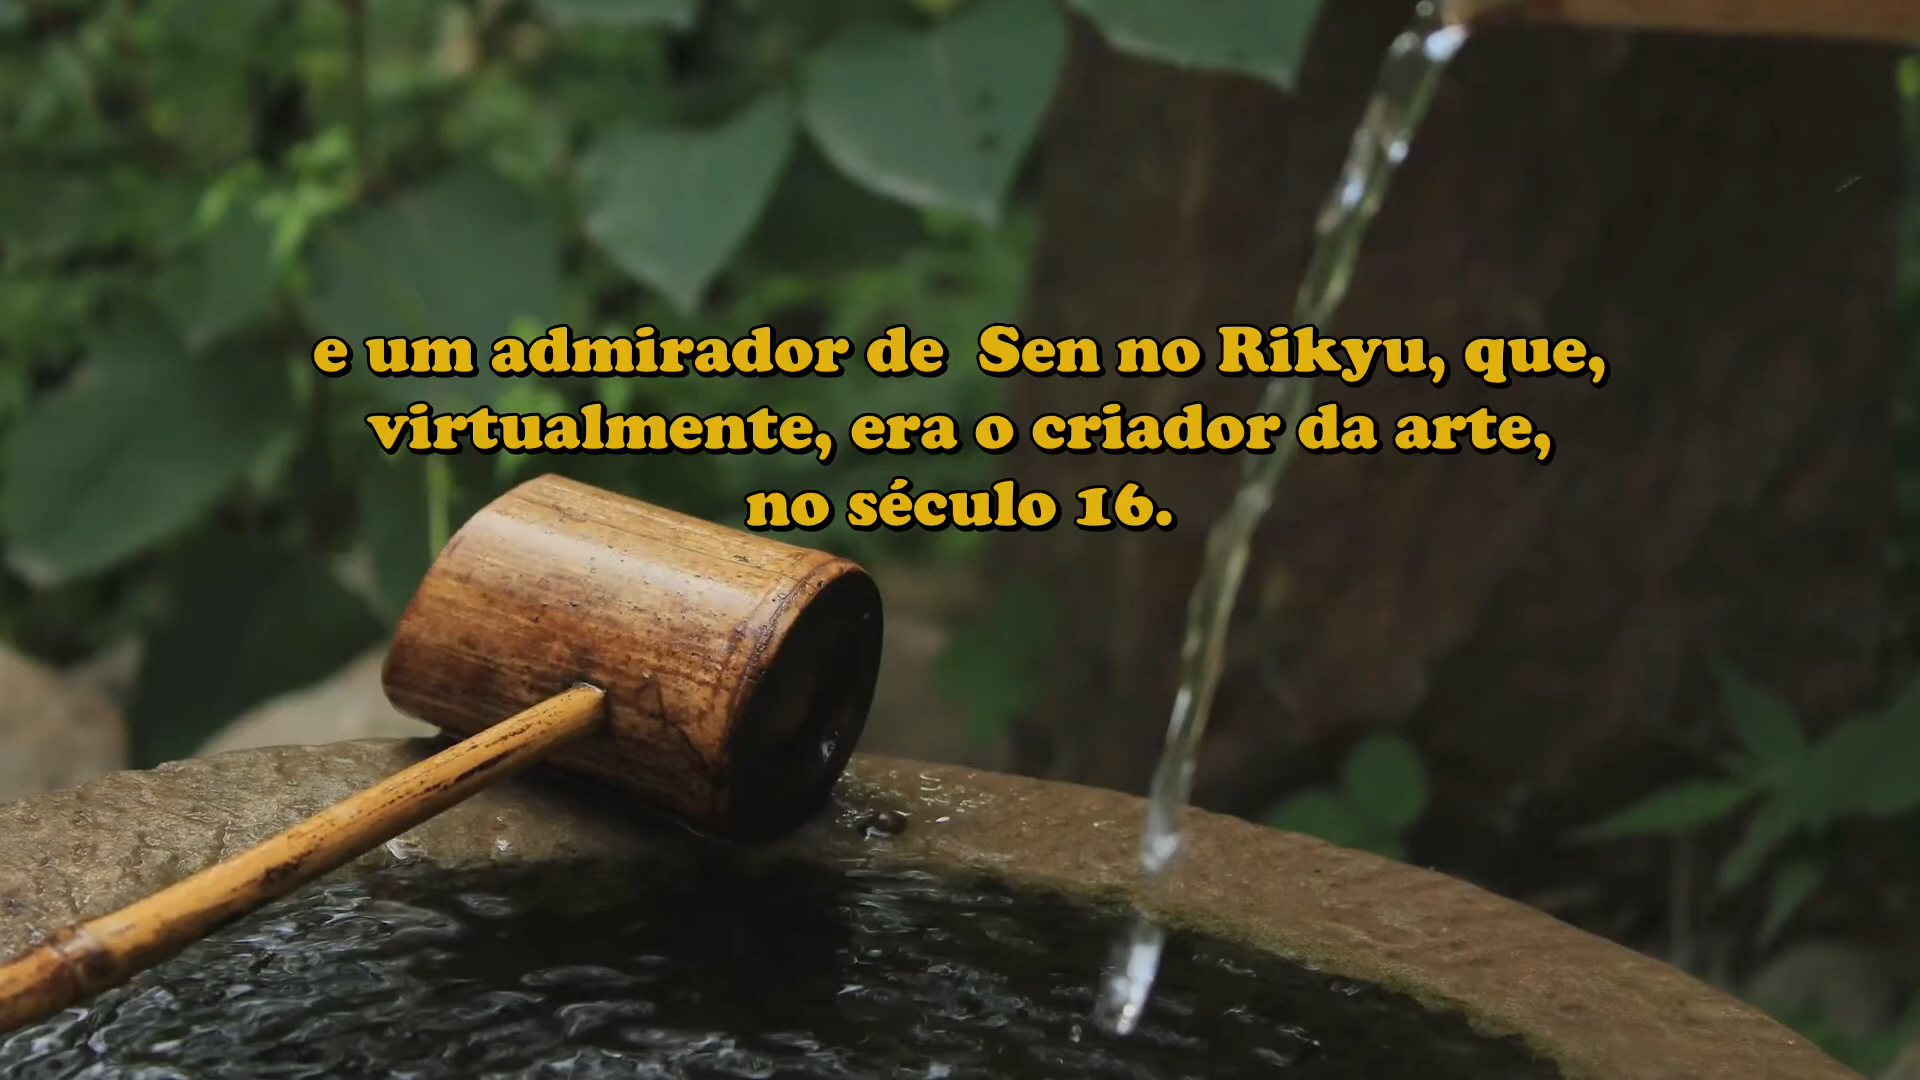 e um admirador de  Sen no Rikyu, que,
virtualmente, era o criador da arte,
no século 16.